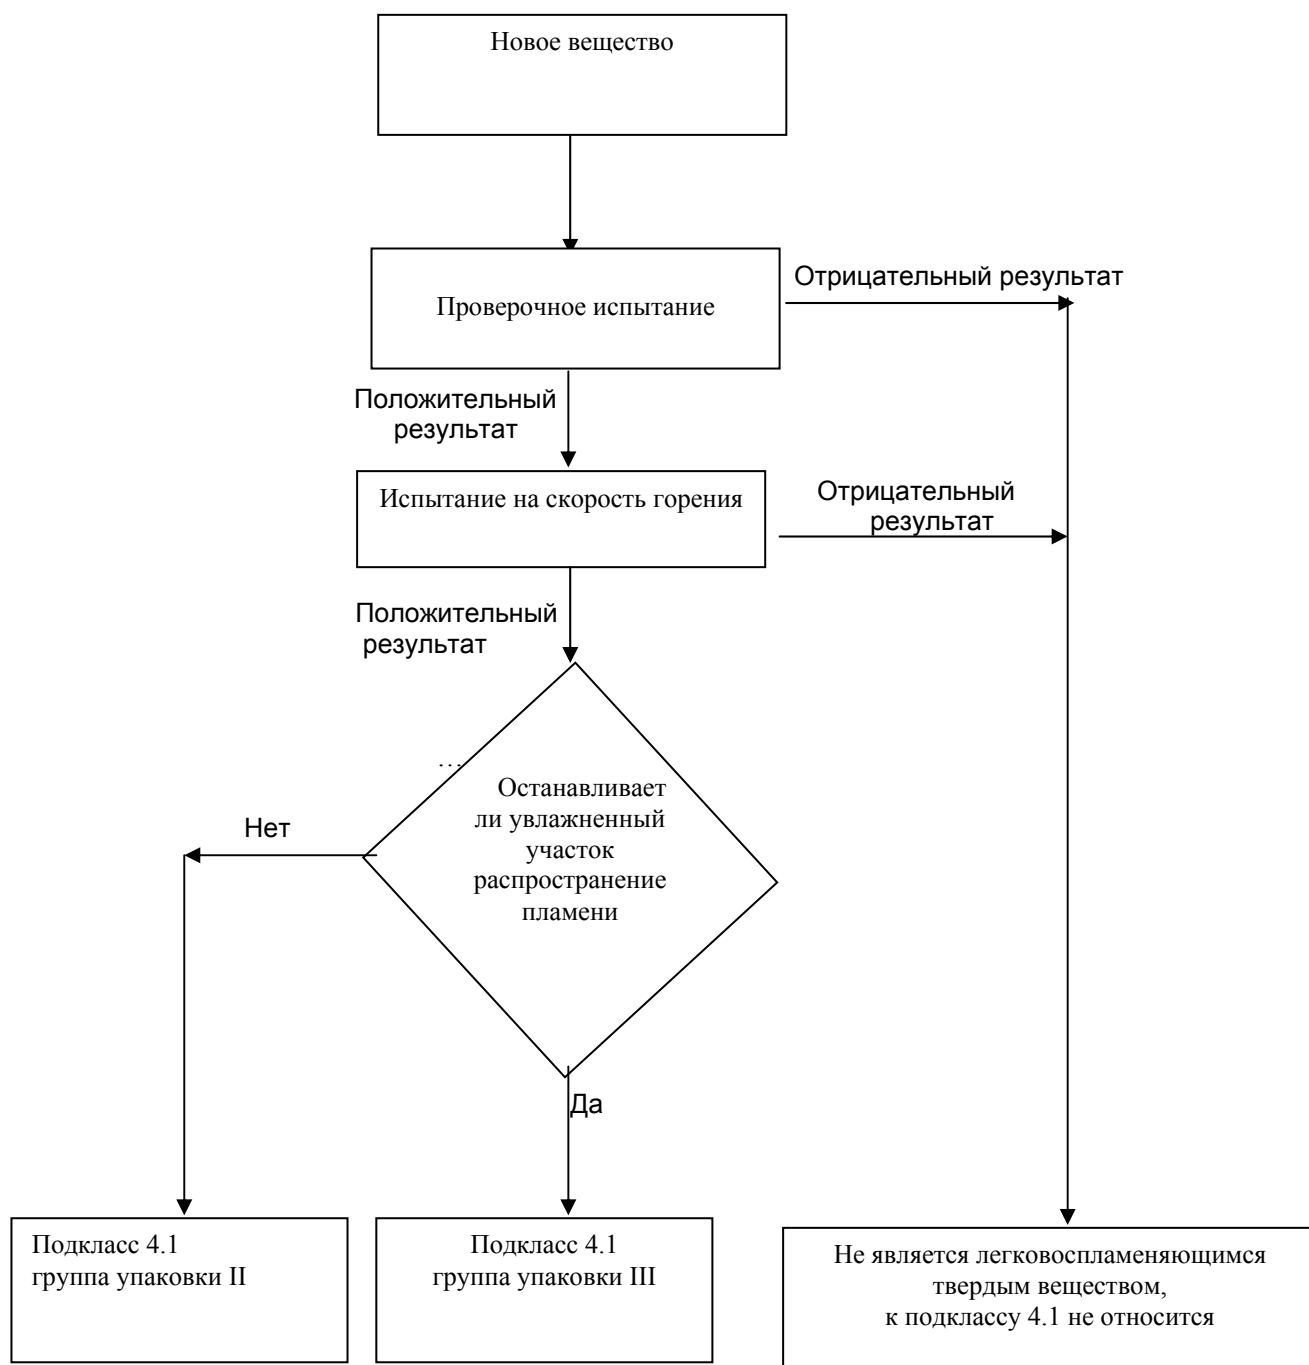 Новое вещество
Отрицательный результат
Проверочное испытание
Положительный
результат
Испытание на скорость горения
Отрицательный
результат
Положительный
результат
…
Останавливает
ли увлажненный
участок
распространение
пламени
Нет
Да
Подкласс 4.1
группа упаковки II
Подкласс 4.1
группа упаковки III
Не является легковоспламеняющимся
твердым веществом,
к подклассу 4.1 не относится